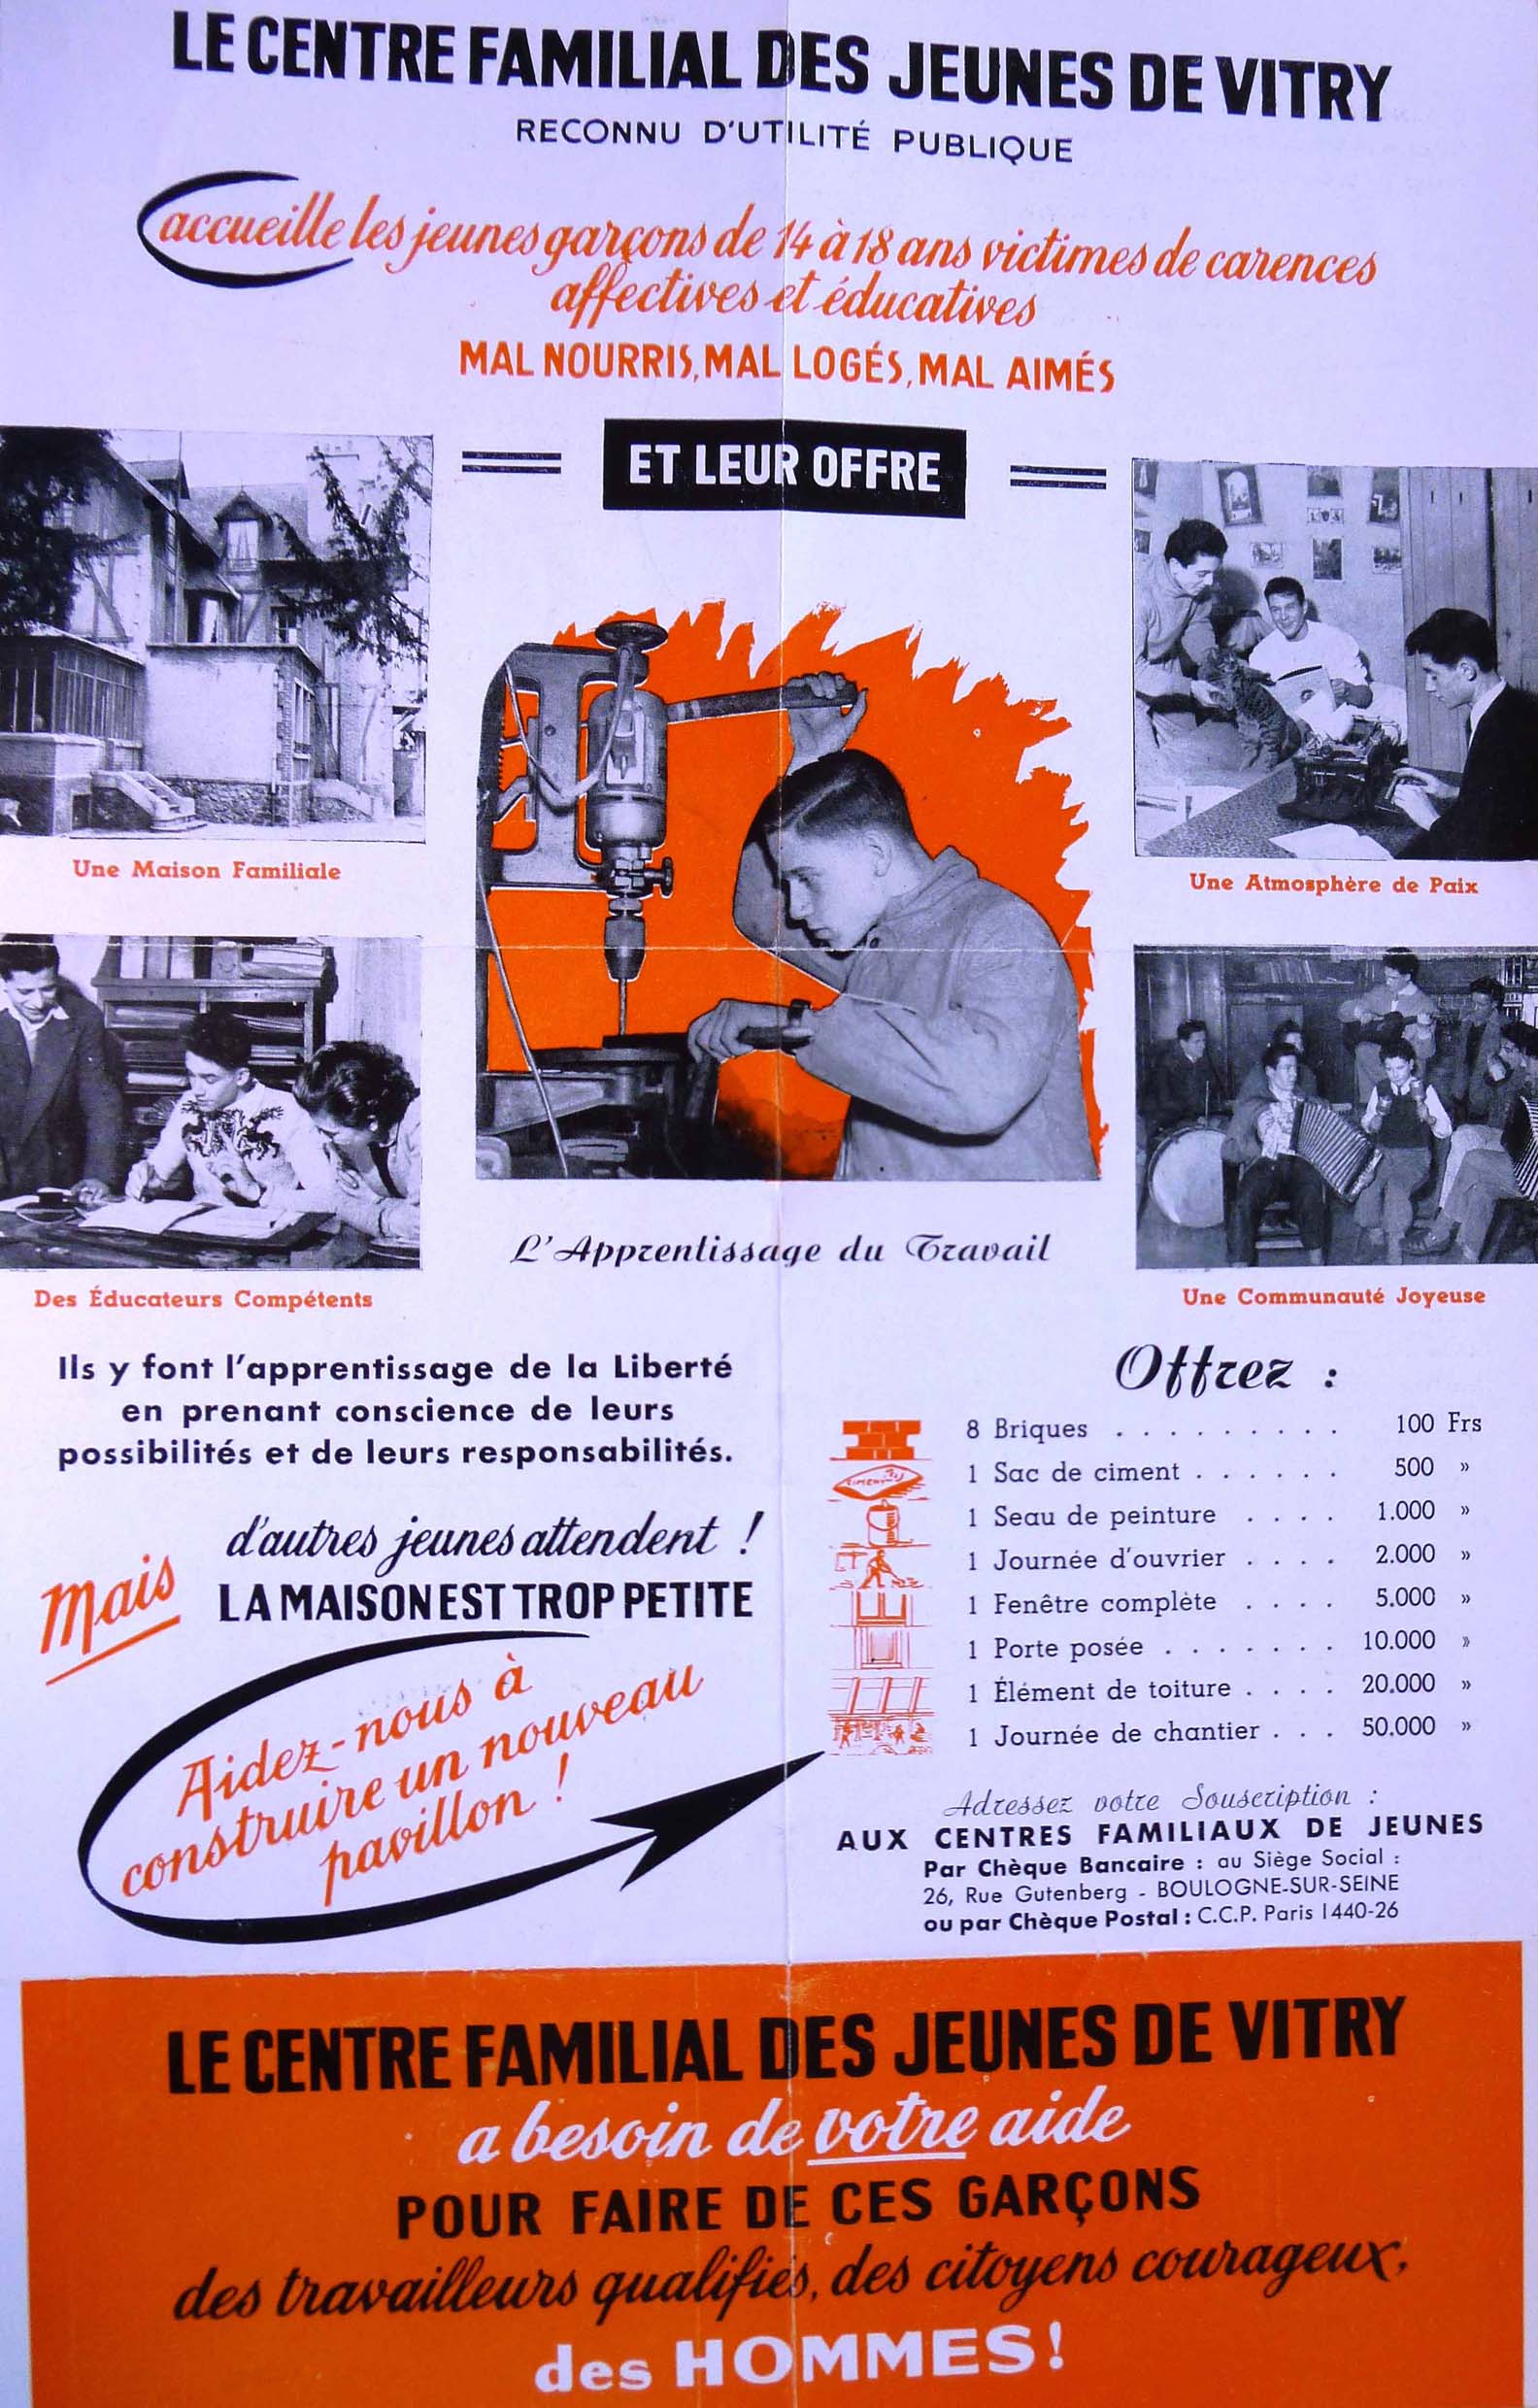 LE CENTRE FAMILIAL DES JEUNES DE VITRY
RECONNU D'UTILITÉ PUBLIQUE
accueille les jeunes garçons de 14 à 18 ans victimes de carences
affectives et éducatives
MAL NOURRIS, MAL LOGÉS, MAL AIMÉS
ET LEUR OFFRE
Une Maison Familiale
Une Atmosphère de Paix
L'Apprentissage du Travail
Des Éducateurs Compétents
Une Communauté Joyeuse
Ils y font l'apprentissage de la Liberté
en prenant conscience de leurs
possibilités et de leurs responsabilités.
Mais
d'autres jeunes attendent !
LA MAISON EST TROP PETITE
Aidez-nous à
construire un nouveau
pavillon !
Offrez :
8 Briques . . . . . . . . . 100 Frs
1 Sac de ciment . . . . . . 500 »
1 Seau de peinture . . . . 1.000 »
1 Journée d'ouvrier . . . . 2.000 »
1 Fenêtre complète . . . . 5.000 »
1 Porte posée . . . . . . . 10.000 »
1 Élément de toiture . . . . 20.000 »
1 Journée de chantier . . . 50.000 »
Adressez votre Souscription :
AUX CENTRES FAMILIAUX DE JEUNES
Par Chèque Bancaire : au Siège Social :
26, Rue Gutenberg - BOULOGNE-SUR-SEINE
ou par Chèque Postal : C.C.P. Paris 1440-26
LE CENTRE FAMILIAL DES JEUNES DE VITRY
a besoin de votre aide
POUR FAIRE DE CES GARÇONS
des travailleurs qualifiés, des citoyens courageux,
des HOMMES !